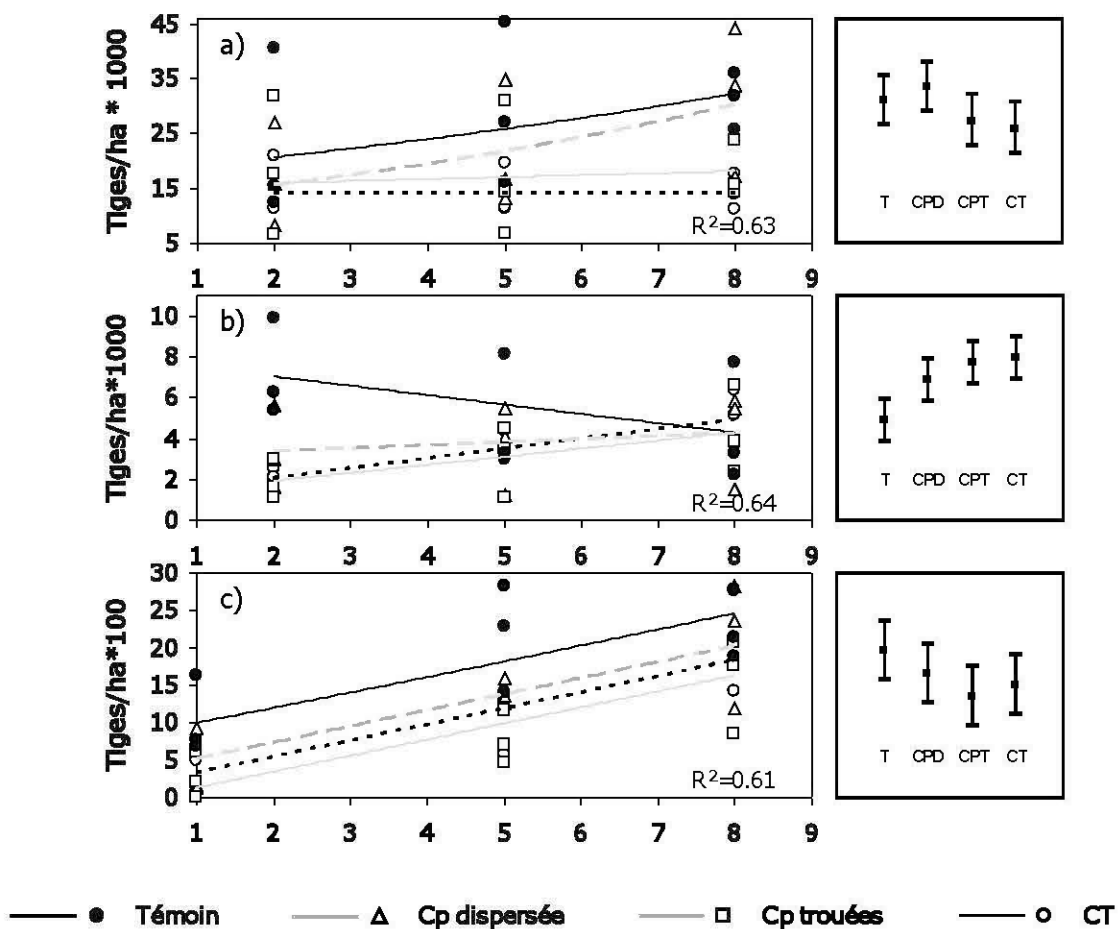 a)
Tiges/ha * 1000
45
35
25
15
5
R²=0.63
1 2 3 4 5 6 7 8 9
T CPD CPT CT
b)
Tiges/ha*1000
10
8
6
4
2
0
R²=0.64
1 2 3 4 5 6 7 8 9
T CPD CPT CT
c)
Tiges/ha*100
30
25
20
15
10
5
0
R²=0.61
1 2 3 4 5 6 7 8 9
T CPD CPT CT
Témoin Cp dispersée Cp trouées CT